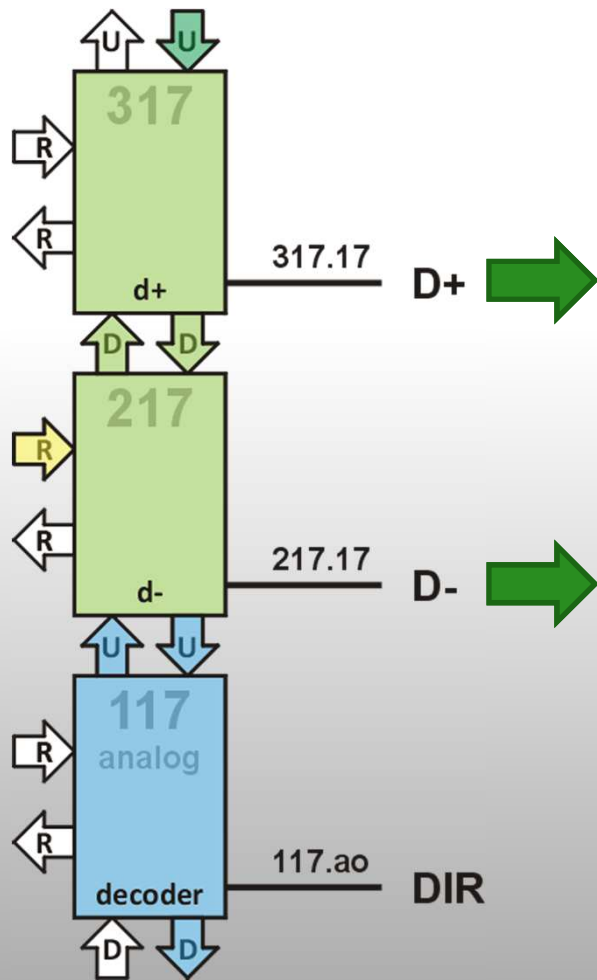 U U
317
R
R
317.17
d+
D+
D D
217
R
R
217.17
d-
D-
U U
117
analog
R
R
117.ao
decoder
DIR
D D